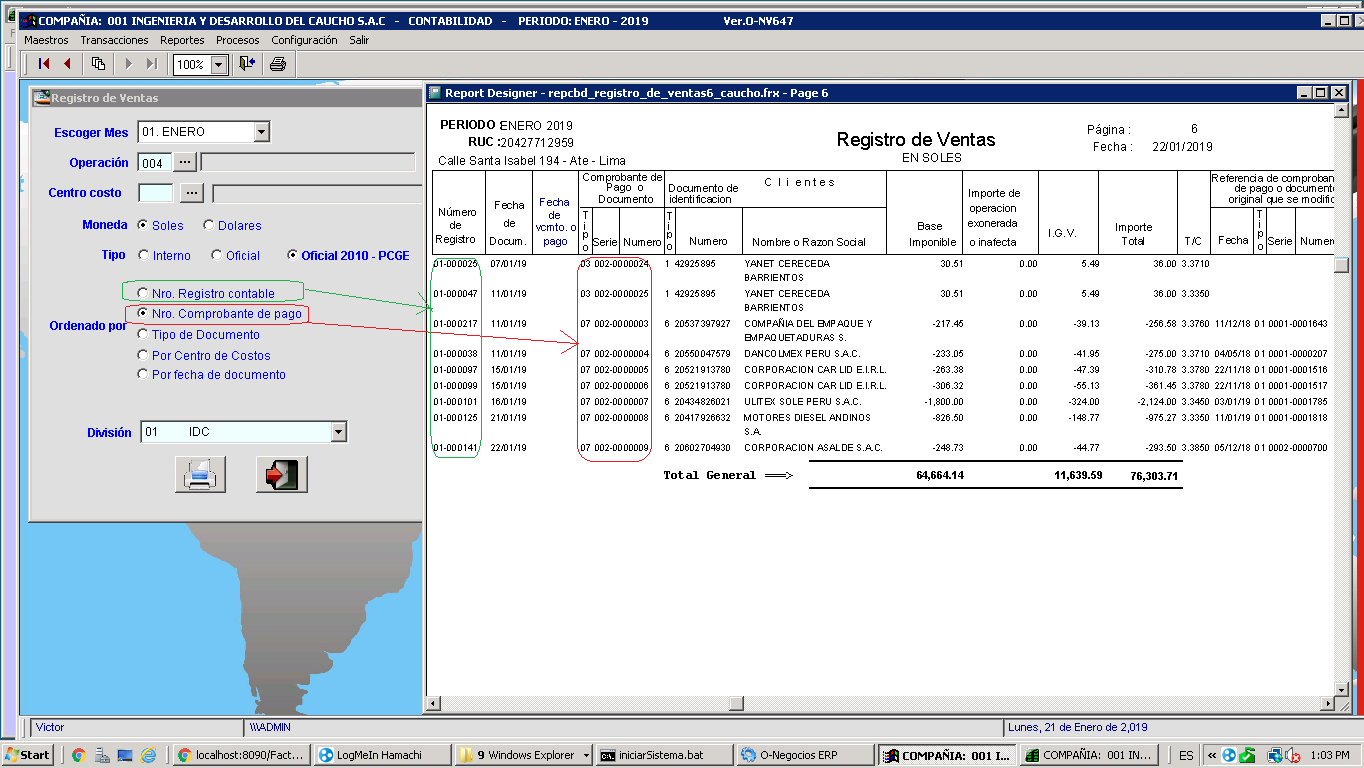 COMPAÑIA: 001 INGENIERIA Y DESARROLLO DEL CAUCHO S.A.C - CONTABILIDAD - PERIODO: ENERO - 2019 Ver.O-NV647
Maestros Transacciones Reportes Procesos Configuración Salir
100%
Registro de Ventas
Escoger Mes 01. ENERO
Operación 004 ...
Centro costo ...
Moneda Soles Dolares
Tipo Interno Oficial Oficial 2010 - PCGE
Ordenado por
Nro. Registro contable
Nro. Comprobante de pago
Tipo de Documento
Por Centro de Costos
Por fecha de documento
División 01 IDC
Report Designer - repcbd_registro_de_ventas6_caucho.frx - Page 6
PERIODO : ENERO 2019
RUC : 20427712959
Calle Santa Isabel 194 - Ate - Lima
Registro de Ventas
EN SOLES
Página : 6
Fecha : 22/01/2019
Número de Registro
Fecha de Docum.
Fecha de vcmto. o pago
Comprobante de Pago o Documento
Tipo Serie Numero
Documento de identificacion
Tipo Numero
Clientes
Nombre o Razon Social
Base Imponible
Importe de operacion exonerada o inafecta
I.G.V.
Importe Total
T/C
Referencia de comproban
de pago o document
original que se modific
Fecha Tipo Serie Numer
01-000025 07/01/19 03 002-0000024 1 42925895 YANET CERECEDA BARRIENTOS 30.51 0.00 5.49 36.00 3.3710
01-000047 11/01/19 03 002-0000025 1 42925895 YANET CERECEDA BARRIENTOS 30.51 0.00 5.49 36.00 3.3350
01-000217 11/01/19 07 002-0000003 6 20537397927 COMPAÑIA DEL EMPAQUE Y EMPAQUETADURAS S. -217.45 0.00 -39.13 -256.58 3.3760 11/12/18 01 0001-0001643
01-000038 11/01/19 07 002-0000004 6 20550047579 DANCOLMEX PERU S.A.C. -233.05 0.00 -41.95 -275.00 3.3710 04/05/18 01 0001-0000207
01-000097 15/01/19 07 002-0000005 6 20521913780 CORPORACION CAR LID E.I.R.L. -263.38 0.00 -47.39 -310.78 3.3780 22/11/18 01 0001-0001516
01-000099 15/01/19 07 002-0000006 6 20521913780 CORPORACION CAR LID E.I.R.L. -306.32 0.00 -55.13 -361.45 3.3780 22/11/18 01 0001-0001517
01-000101 16/01/19 07 002-0000007 6 20434826021 ULITEX SOLE PERU S.A.C. -1,800.00 0.00 -324.00 -2,124.00 3.3450 03/01/19 01 0001-0001785
01-000125 21/01/19 07 002-0000008 6 20417926632 MOTORES DIESEL ANDINOS S.A. -826.50 0.00 -148.77 -975.27 3.3350 11/01/19 01 0001-0001818
01-000141 22/01/19 07 002-0000009 6 20602704930 CORPORACION ASALDE S.A.C. -248.73 0.00 -44.77 -293.50 3.3850 05/12/18 01 0002-0000700
Total General ==> 64,664.14 11,639.59 76,303.71
Victor \\\ADMIN Lunes, 21 de Enero de 2,019
Start localhost:8090/Fact... LogMeIn Hamachi 9 Windows Explorer iniciarSistema.bat O-Negocios ERP COMPAÑIA: 001 I... COMPAÑIA: 001 IN... ES « 1:03 PM